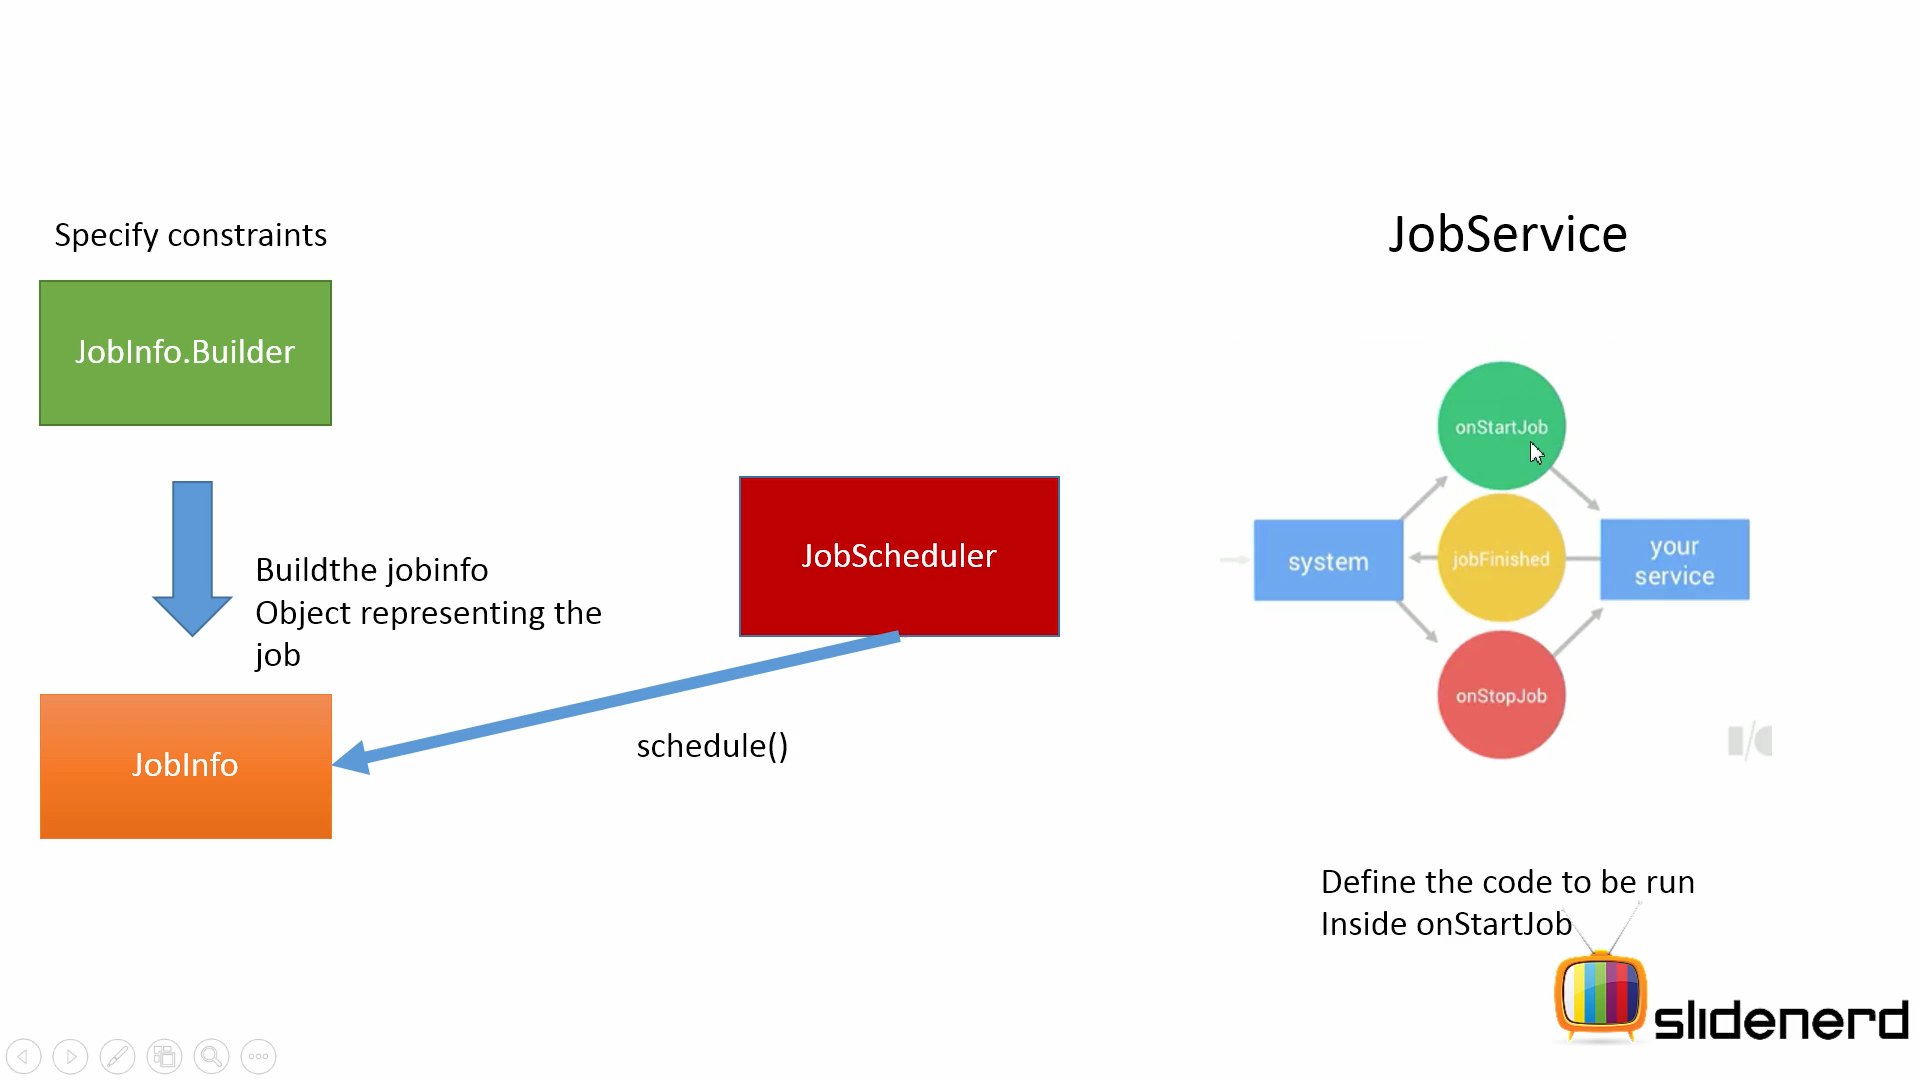 Specify constraints
JobInfo.Builder
Buildthe jobinfo
Object representing the
job
JobInfo
JobScheduler
schedule()
JobService
onStartJob
system
jobFinished
your
service
onStopJob
I/O
Define the code to be run
Inside onStartJob
slidenerd